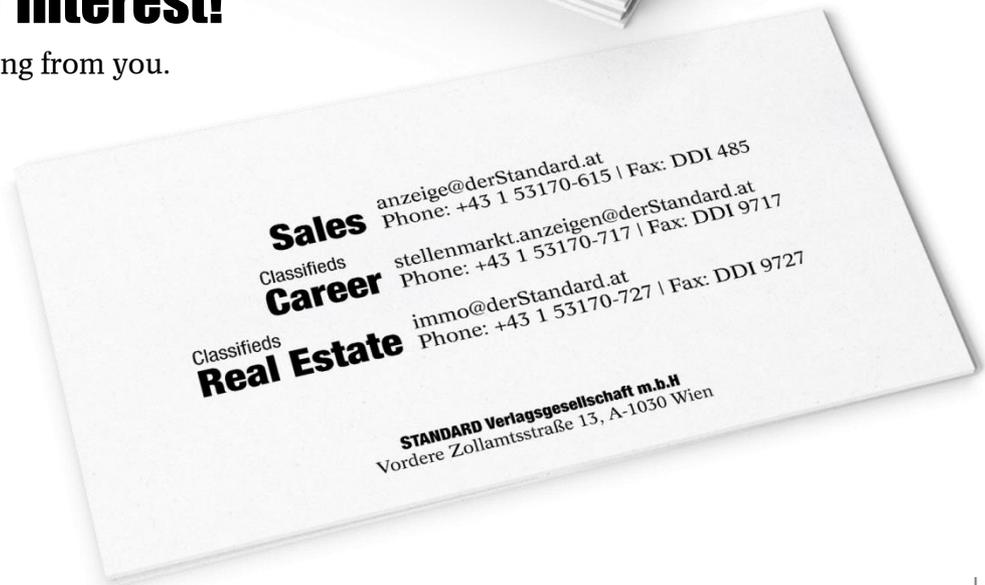 interest!
ng from you.
Sales
anzeige@derStandard.at
Phone: +43 1 53170-615 | Fax: DDI 485
Classifieds
Career
stellenmarkt.anzeigen@derStandard.at
Phone: +43 1 53170-717 | Fax: DDI 9717
Classifieds
Real Estate
immo@derStandard.at
Phone: +43 1 53170-727 | Fax: DDI 9727
STANDARD Verlagsgesellschaft m.b.H
Vordere Zollamtsstraße 13, A-1030 Wien